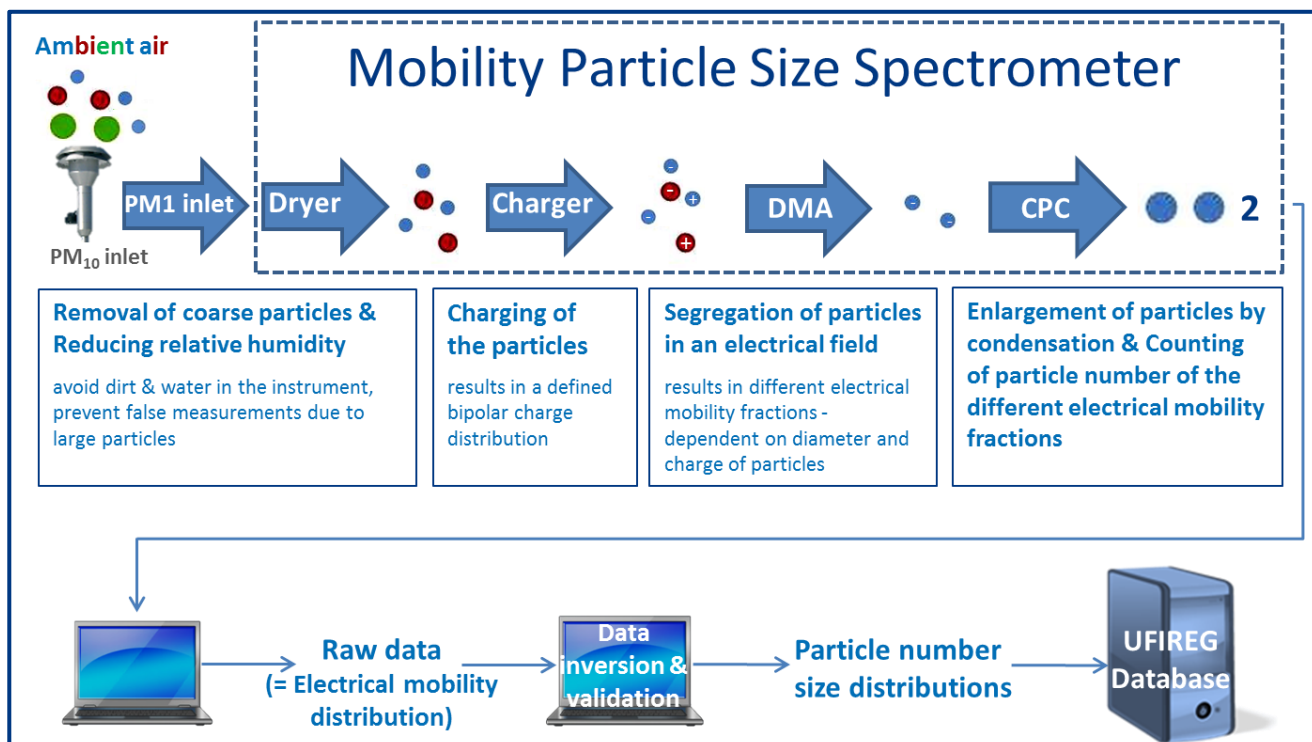 Ambient air
Mobility Particle Size Spectrometer
PM1 inlet
Dryer
Charger
-
-
+
+
DMA
-
-
CPC
2
PM10 inlet
Removal of coarse particles &
Reducing relative humidity
avoid dirt & water in the instrument,
prevent false measurements due to
large particles
Charging of
the particles
results in a defined
bipolar charge
distribution
Segregation of particles
in an electrical field
results in different electrical
mobility fractions -
dependent on diameter and
charge of particles
Enlargement of particles by
condensation & Counting
of particle number of the
different electrical mobility
fractions
Raw data
(= Electrical mobility
distribution)
Data
inversion &
validation
Particle number
size distributions
UFIREG
Database